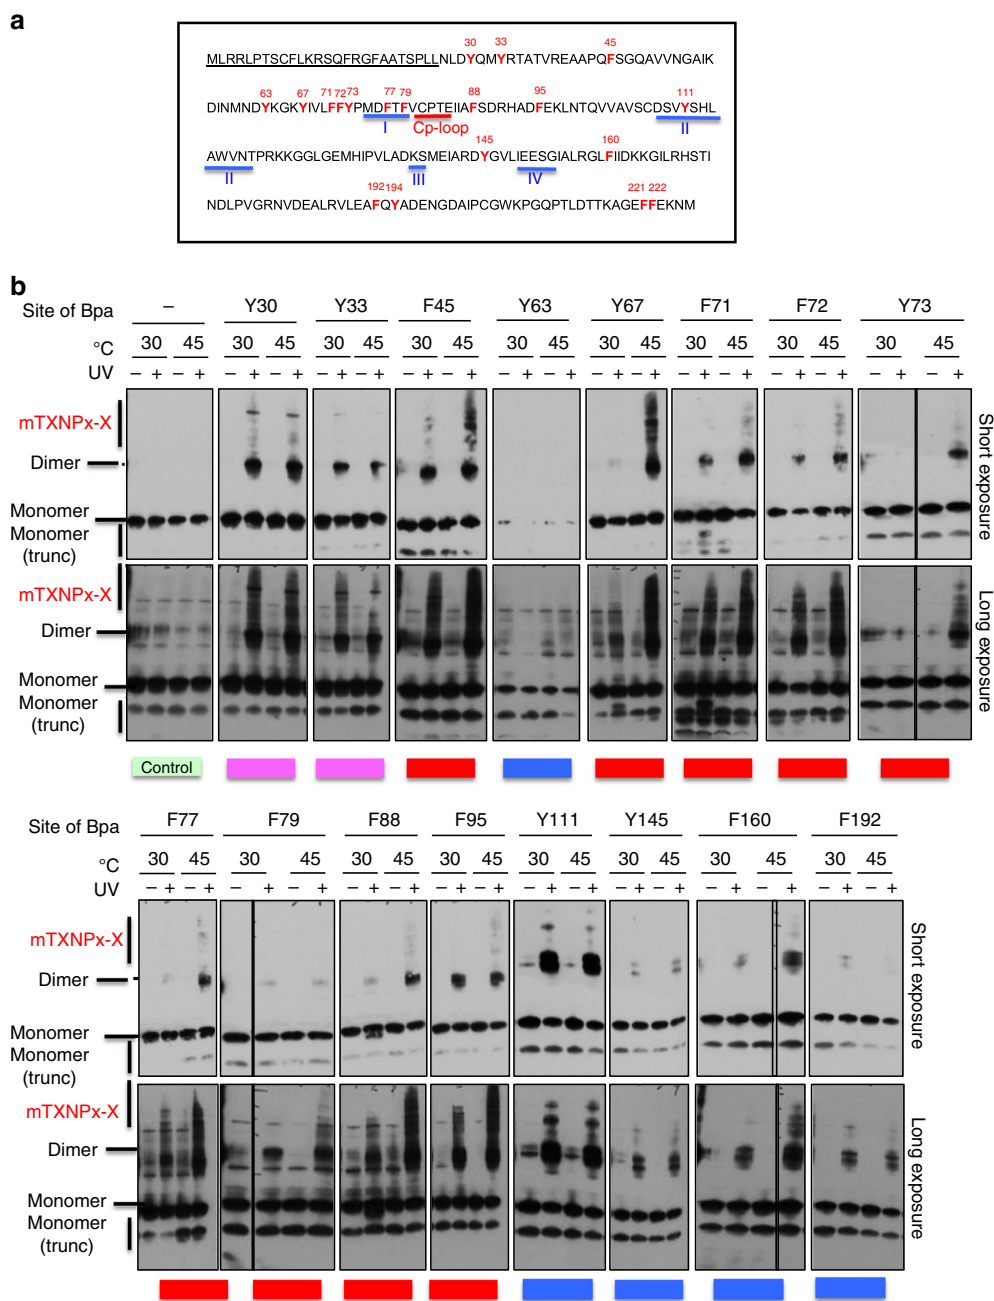 a
30 33 45
MLRRLPTSCFLKRSQFRGFAATSPLLNLDYQMYRTATVREAAPQFSGQAVVNGAIK
63 67 71 72 73 77 79 88 95 111
DINMNDYKGKYIVLFFYPMDFTFVCPTEIIAFSDRHADFEKLNTQVVAVSCDSVYSHL
I Cp-loop II
145 160
AWVNTPRKKGGLGEMHIPVLADKSMEIARDYGVLIEESGIALRGLFIIDKKGILRHSTI
II III IV
192 194 221 222
NDLPVGRNVDEALRVLEAFQYADENGDAIPCGWKPGQPTLDTTKAGEFFEKNM
b
Site of Bpa – Y30 Y33 F45 Y63 Y67 F71 F72 Y73
°C 30 45 30 45 30 45 30 45 30 45 30 45 30 45 30 45 30 45
UV – + – + – + – + – + – + – + – + – + – + – + – + – + – + – + – + – + – +
mTXNPx-X
Dimer
Monomer
Monomer
(trunc)
Short exposure
mTXNPx-X
Dimer
Monomer
Monomer
(trunc)
Long exposure
Control
Site of Bpa F77 F79 F88 F95 Y111 Y145 F160 F192
°C 30 45 30 45 30 45 30 45 30 45 30 45 30 45 30 45
UV – + – + – + – + – + – + – + – + – + – + – + – + – + – + – + – +
mTXNPx-X
Dimer
Monomer
Monomer
(trunc)
Short exposure
mTXNPx-X
Dimer
Monomer
Monomer
(trunc)
Long exposure